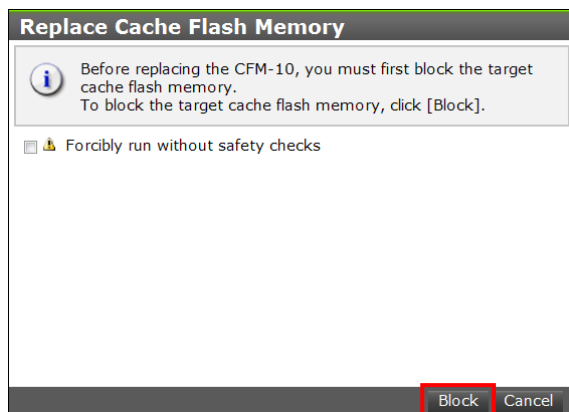 Replace Cache Flash Memory
Before replacing the CFM-10, you must first block the target
cache flash memory.
To block the target cache flash memory, click [Block].
Forcibly run without safety checks
Block Cancel